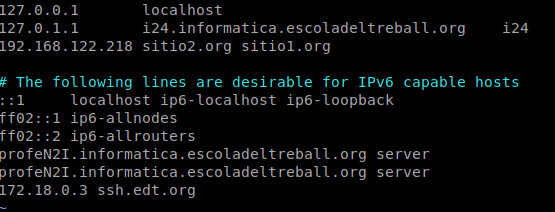 127.0.0.1 localhost
127.0.1.1 i24.informatica.escoladeltreball.org i24
192.168.122.218 sitio2.org sitio1.org
# The following lines are desirable for IPv6 capable hosts
::1 localhost ip6-localhost ip6-loopback
ff02::1 ip6-allnodes
ff02::2 ip6-allrouters
profeN2I.informatica.escoladeltreball.org server
profeN2I.informatica.escoladeltreball.org server
172.18.0.3 ssh.edt.org
~